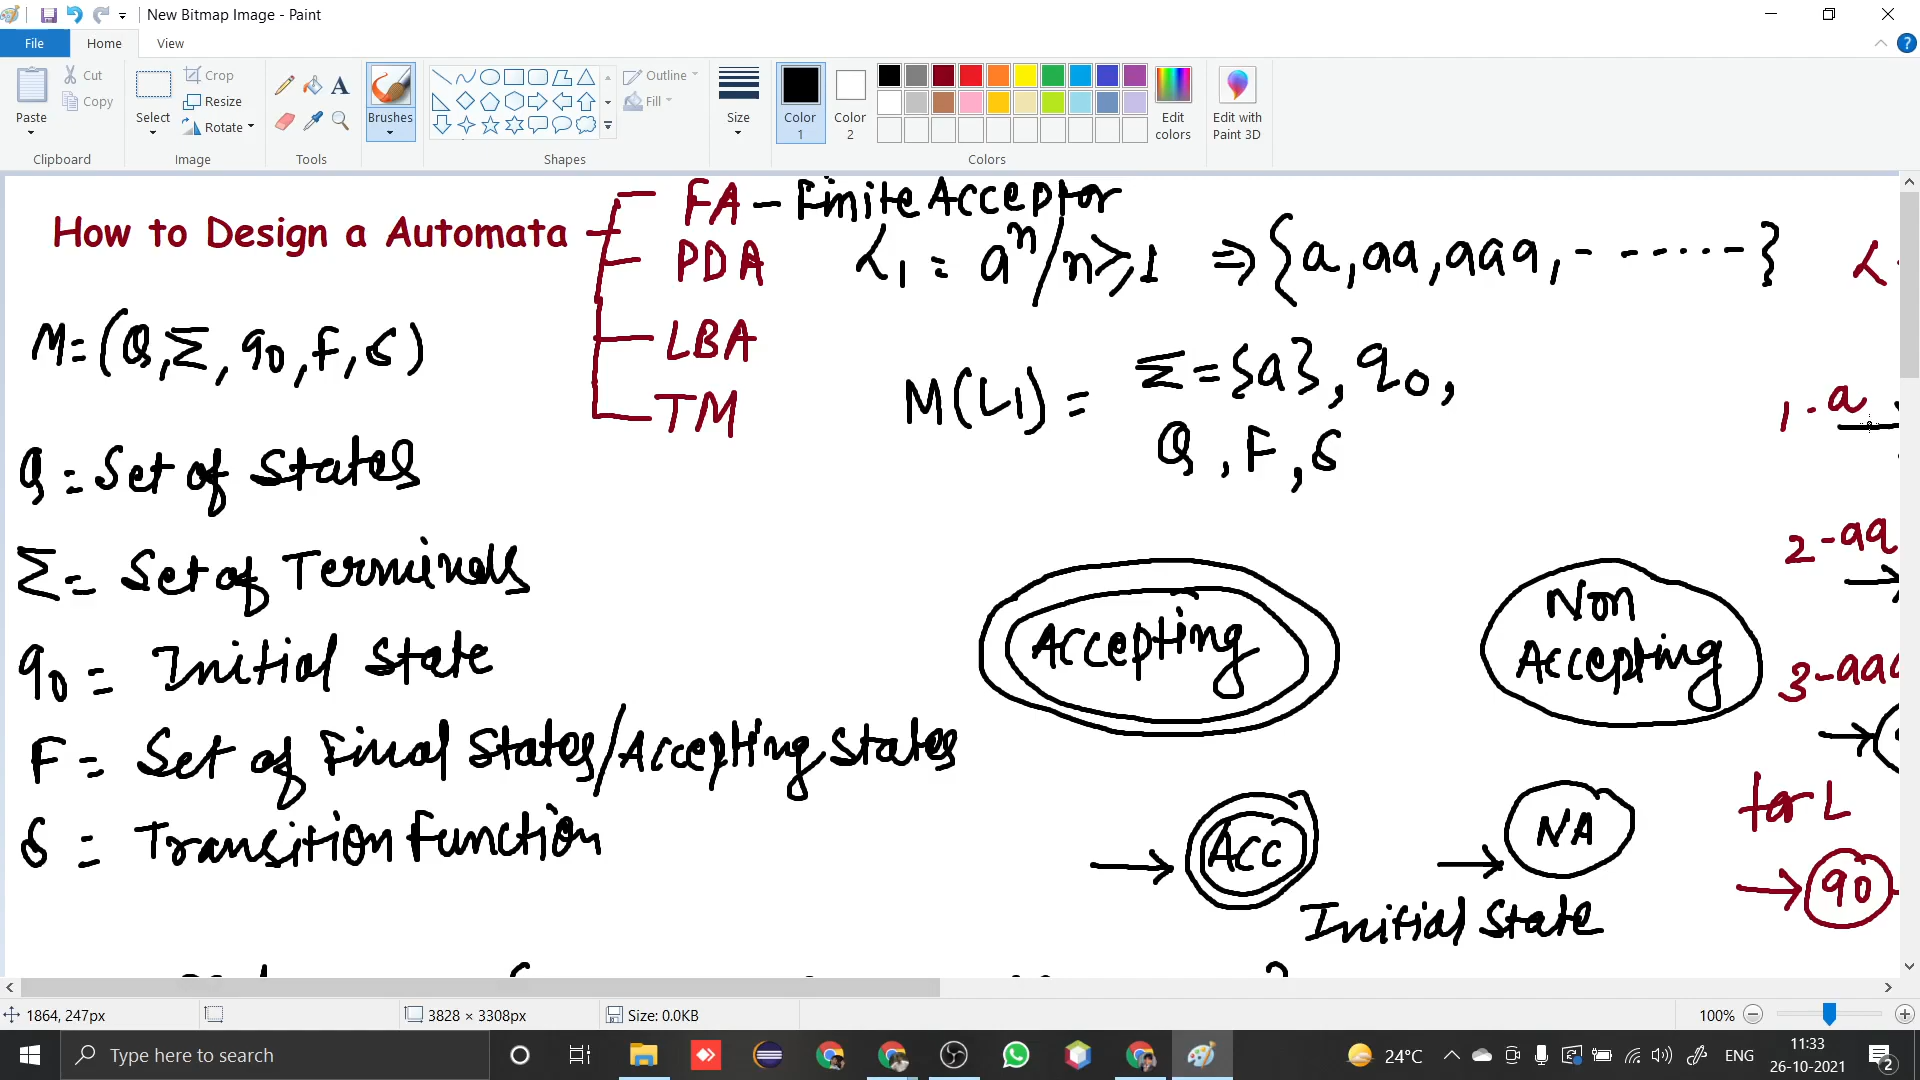 New Bitmap Image - Paint
File
Home
View
Paste
Cut
Copy
Clipboard
Select
Crop
Resize
Rotate
Image
Tools
Brushes
Outline
Fill
Shapes
Size
Color 1
Color 2
Edit colors
Edit with Paint 3D
Colors
How to Design a Automata
FA - Finite Acceptor
PDA
LBA
TM
L1 = a^n / n ≥ 1 ⇒ {a, aa, aaa, - - - - - - - }
L
M = (Q, Σ, q0, F, δ)
M(L1) = Σ = {a}, q0,
Q, F, δ
1 - a
Q = Set of States
2 - aa
Σ = Set of Terminals
Accepting
Non
Accepting
q0 = Initial State
3 - aaa
F = Set of Final States/Accepting States
for L
δ = Transition Function
ACC
NA
q0
Initial State
1864, 247px
3828 × 3308px
Size: 0.0KB
100%
Type here to search
24°C
ENG
11:33
26-10-2021
2